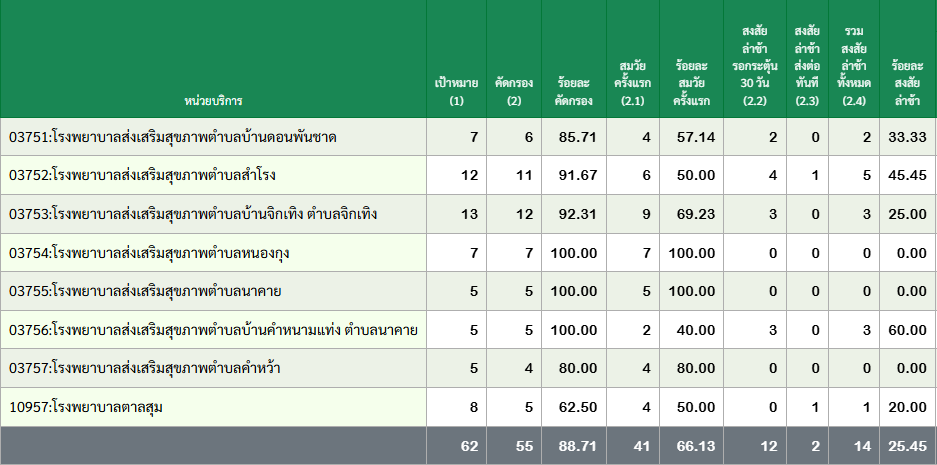 หน่วยบริการ เป้าหมาย (1) คัดกรอง (2) ร้อยละ คัดกรอง สมวัย ครั้งแรก (2.1) ร้อยละ สมวัย ครั้งแรก สงสัย ล่าช้า รอกระตุ้น 30 วัน (2.2) สงสัย ล่าช้า ส่งต่อ ทันที (2.3) รวม สงสัย ล่าช้า ทั้งหมด (2.4) ร้อยละ สงสัย ล่าช้า
03751:โรงพยาบาลส่งเสริมสุขภาพตำบลบ้านดอนพันชาด 7 6 85.71 4 57.14 2 0 2 33.33
03752:โรงพยาบาลส่งเสริมสุขภาพตำบลสำโรง 12 11 91.67 6 50.00 4 1 5 45.45
03753:โรงพยาบาลส่งเสริมสุขภาพตำบลบ้านจิกเทิง ตำบลจิกเทิง 13 12 92.31 9 69.23 3 0 3 25.00
03754:โรงพยาบาลส่งเสริมสุขภาพตำบลหนองกุง 7 7 100.00 7 100.00 0 0 0 0.00
03755:โรงพยาบาลส่งเสริมสุขภาพตำบลนาคาย 5 5 100.00 5 100.00 0 0 0 0.00
03756:โรงพยาบาลส่งเสริมสุขภาพตำบลบ้านคำหนามแท่ง ตำบลนาคาย 5 5 100.00 2 40.00 3 0 3 60.00
03757:โรงพยาบาลส่งเสริมสุขภาพตำบลคำหว้า 5 4 80.00 4 80.00 0 0 0 0.00
10957:โรงพยาบาลตาลสุม 8 5 62.50 4 50.00 0 1 1 20.00
62 55 88.71 41 66.13 12 2 14 25.45